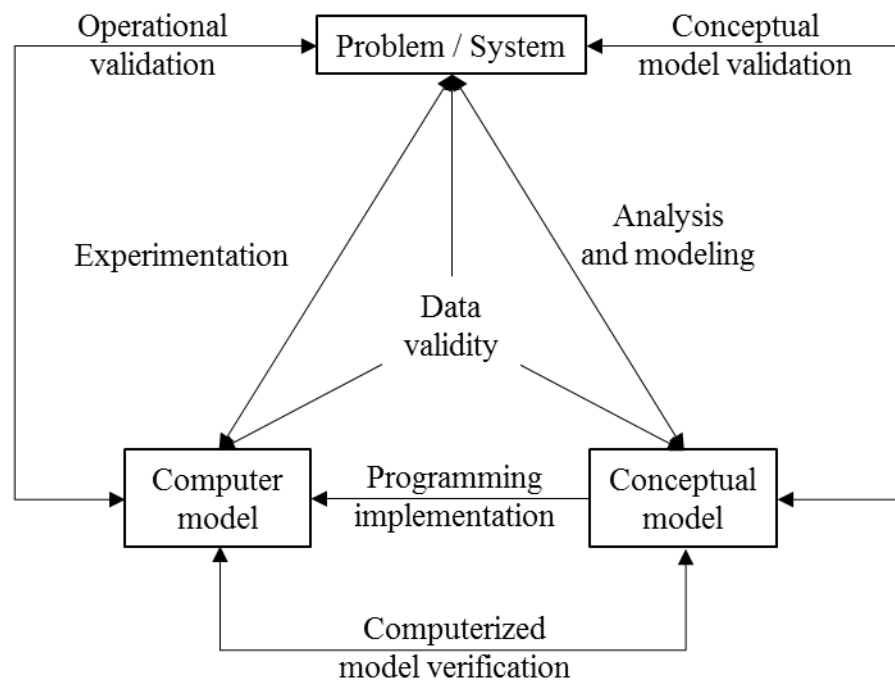 Operational
validation
Problem / System
Conceptual
model validation
Experimentation
Analysis
and modeling
Data
validity
Computer
model
Programming
implementation
Conceptual
model
Computerized
model verification